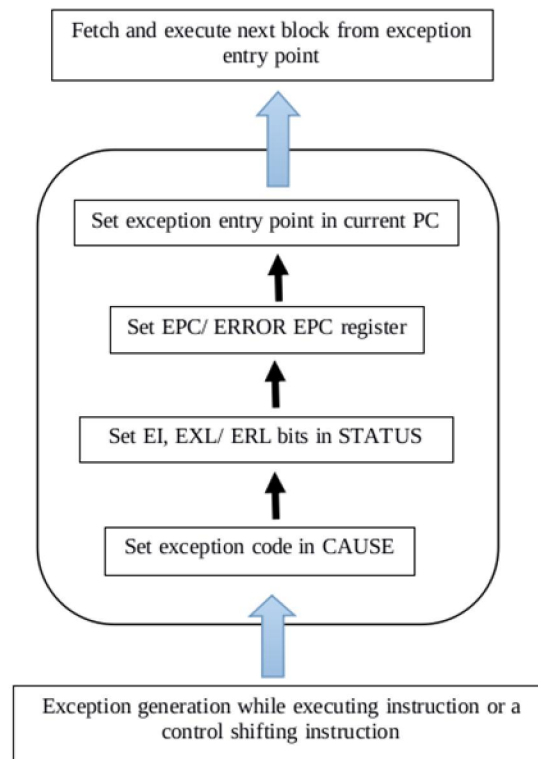 Fetch and execute next block from exception
entry point
Set exception entry point in current PC
Set EPC/ ERROR EPC register
Set EI, EXL/ ERL bits in STATUS
Set exception code in CAUSE
Exception generation while executing instruction or a
control shifting instruction